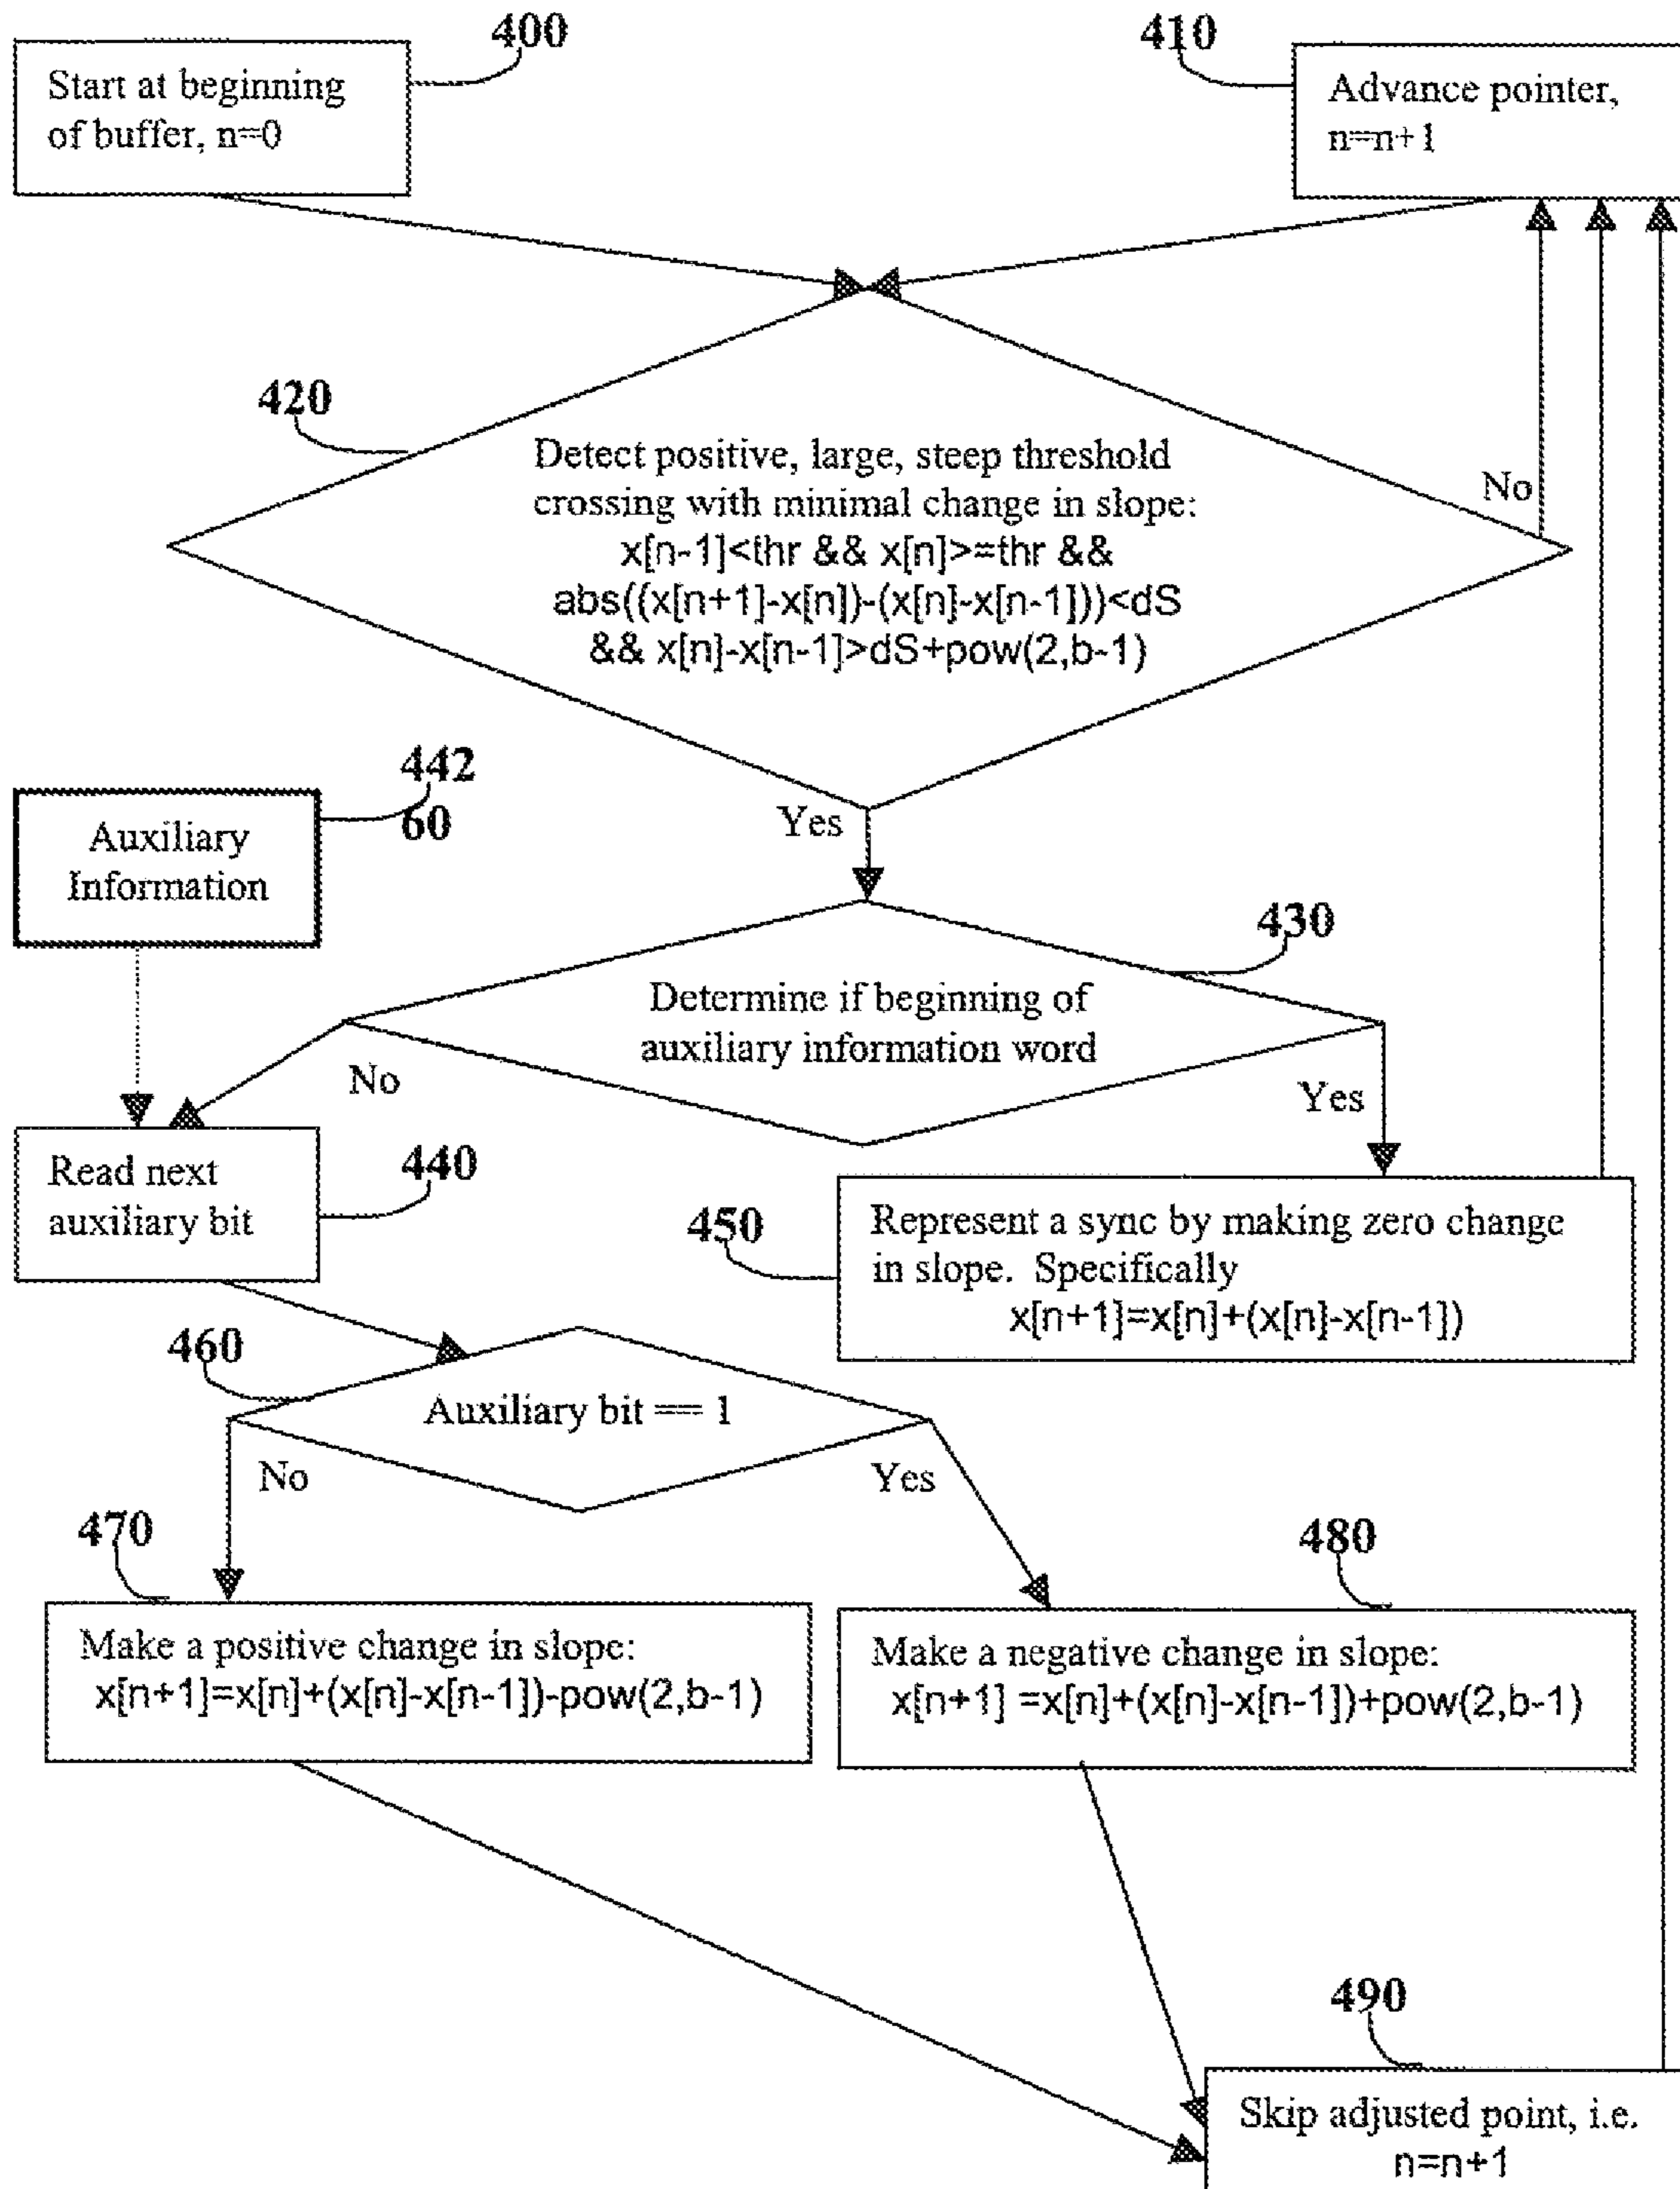 400
Start at beginning
of buffer, n=0
410
Advance pointer,
n=n+1
420
Detect positive, large, steep threshold
crossing with minimal change in slope:
x[n-1]<thr && x[n]>=thr &&
abs((x[n+1]-x[n])-(x[n]-x[n-1]))<dS
&& x[n]-x[n-1]>dS+pow(2,b-1)
No
Yes
442
60
Auxiliary
Information
430
Determine if beginning of
auxiliary information word
No
Yes
Read next
auxiliary bit
440
450
Represent a sync by making zero change
in slope. Specifically
x[n+1]=x[n]+(x[n]-x[n-1])
460
Auxiliary bit == 1
No
Yes
470
Make a positive change in slope:
x[n+1]=x[n]+(x[n]-x[n-1])-pow(2,b-1)
480
Make a negative change in slope:
x[n+1] =x[n]+(x[n]-x[n-1])+pow(2,b-1)
490
Skip adjusted point, i.e.
n=n+1